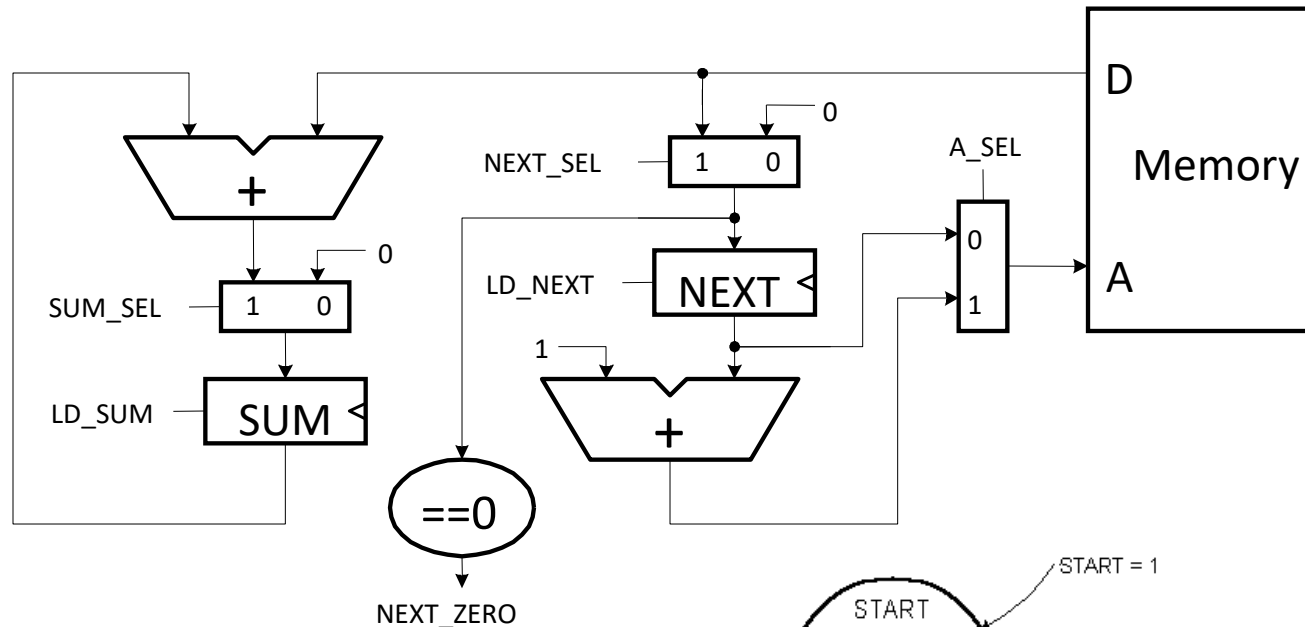 D
0
NEXT_SEL
1 0
A_SEL
Memory
+
0
0
A
SUM_SEL
1 0
LD_NEXT
NEXT
1
1
LD_SUM
SUM
+
==0
START = 1
START
NEXT_ZERO